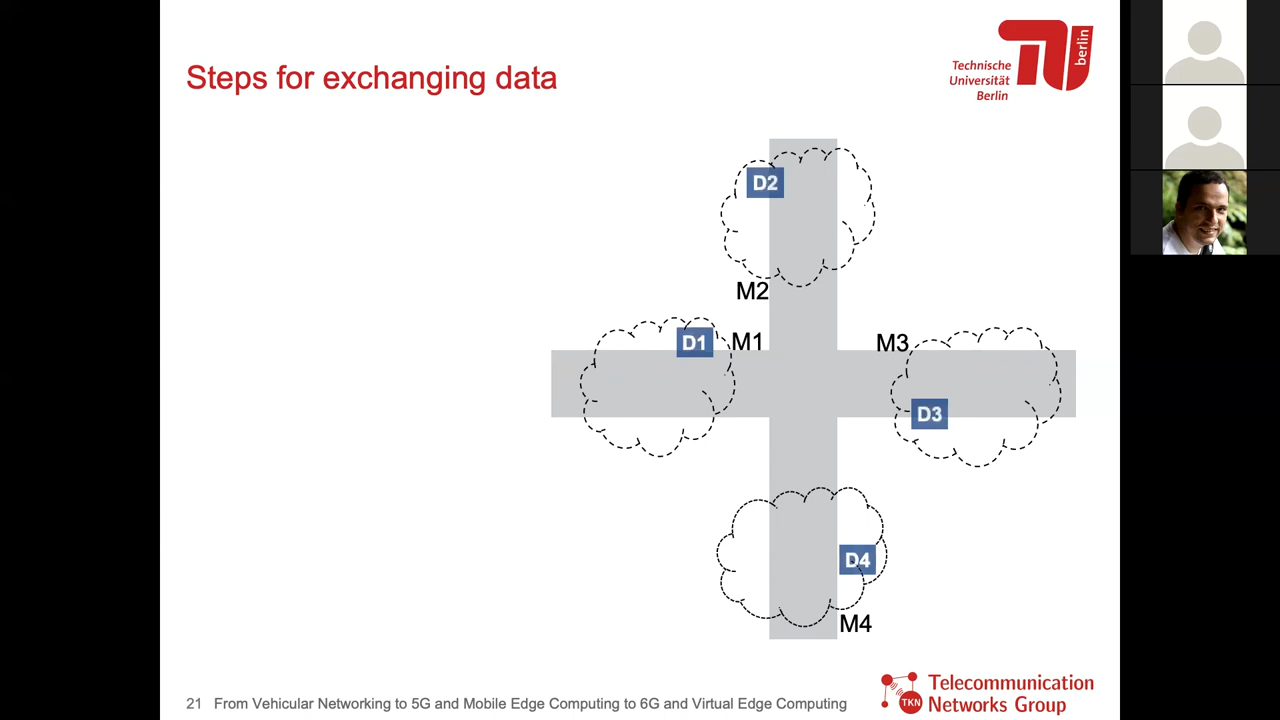 Steps for exchanging data
Technische
Universität
Berlin
berlin
D2
M2
D1
M1
M3
D3
D4
M4
21 From Vehicular Networking to 5G and Mobile Edge Computing to 6G and Virtual Edge Computing
TKN
Telecommunication
Networks Group